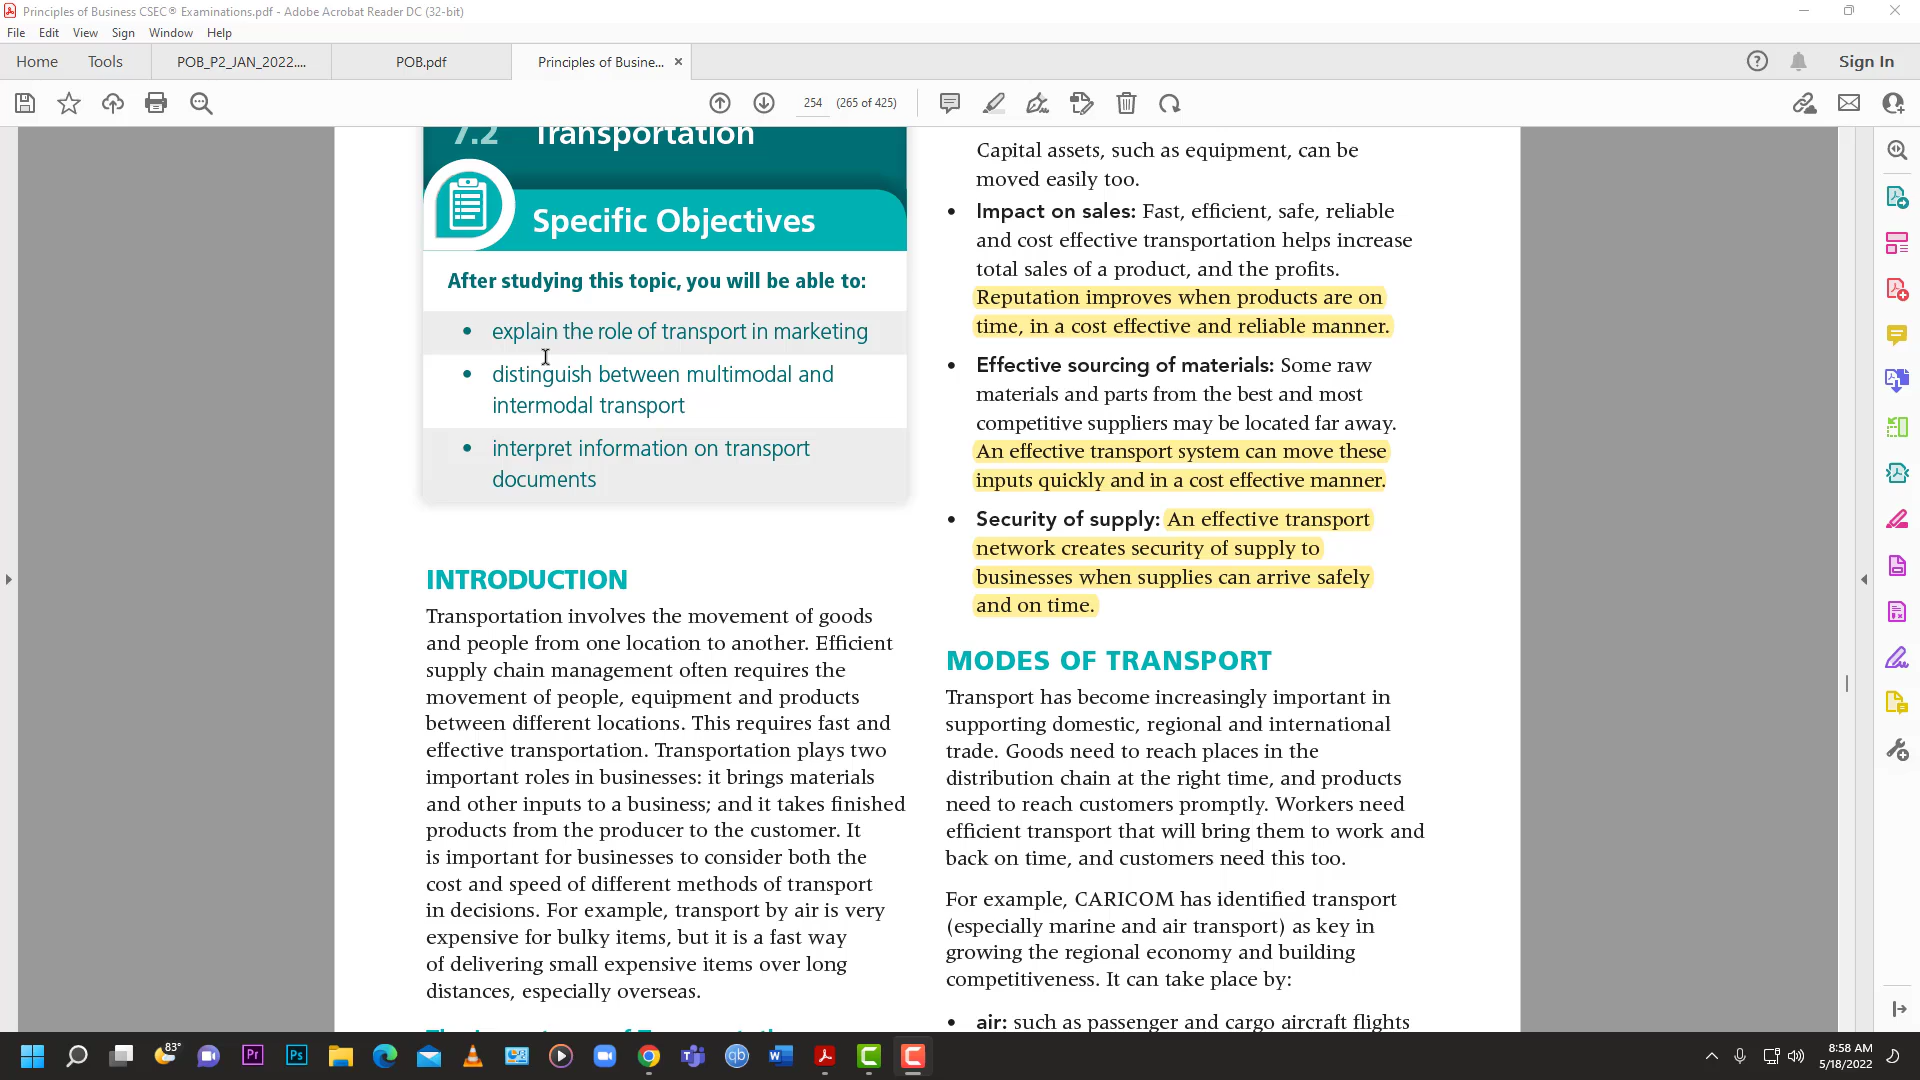 Principles of Business CSEC® Examinations.pdf - Adobe Acrobat Reader DC (32-bit)
File Edit View Sign Window Help
Home Tools POB_P2_JAN_2022.... POB.pdf Principles of Busine... × Sign In
254 (265 of 425)
7.2 Transportation
Specific Objectives
After studying this topic, you will be able to:
• explain the role of transport in marketing
• distinguish between multimodal and
intermodal transport
• interpret information on transport
documents
INTRODUCTION
Transportation involves the movement of goods
and people from one location to another. Efficient
supply chain management often requires the
movement of people, equipment and products
between different locations. This requires fast and
effective transportation. Transportation plays two
important roles in businesses: it brings materials
and other inputs to a business; and it takes finished
products from the producer to the customer. It
is important for businesses to consider both the
cost and speed of different methods of transport
in decisions. For example, transport by air is very
expensive for bulky items, but it is a fast way
of delivering small expensive items over long
distances, especially overseas.
Capital assets, such as equipment, can be
moved easily too.
• Impact on sales: Fast, efficient, safe, reliable
and cost effective transportation helps increase
total sales of a product, and the profits.
Reputation improves when products are on
time, in a cost effective and reliable manner.
• Effective sourcing of materials: Some raw
materials and parts from the best and most
competitive suppliers may be located far away.
An effective transport system can move these
inputs quickly and in a cost effective manner.
• Security of supply: An effective transport
network creates security of supply to
businesses when supplies can arrive safely
and on time.
MODES OF TRANSPORT
Transport has become increasingly important in
supporting domestic, regional and international
trade. Goods need to reach places in the
distribution chain at the right time, and products
need to reach customers promptly. Workers need
efficient transport that will bring them to work and
back on time, and customers need this too.
For example, CARICOM has identified transport
(especially marine and air transport) as key in
growing the regional economy and building
competitiveness. It can take place by:
• air: such as passenger and cargo aircraft flights
83°
Pr Ps qb W
8:58 AM
5/18/2022